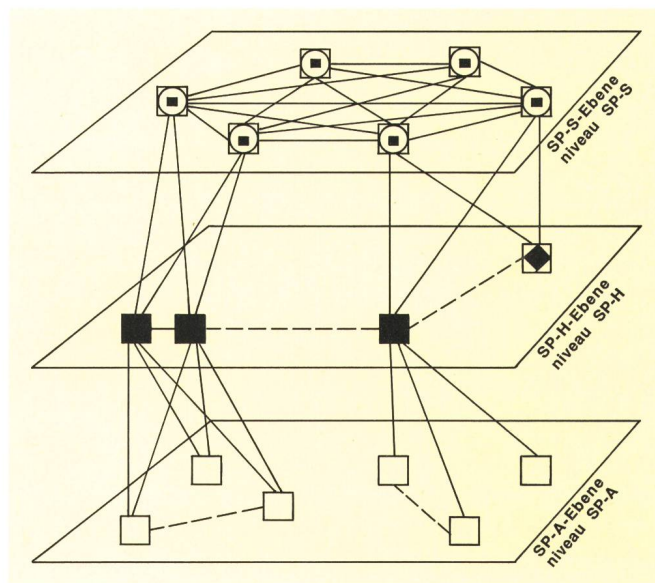 SP-S-Ebene
niveau SP-S
SP-H-Ebene
niveau SP-H
SP-A-Ebene
niveau SP-A